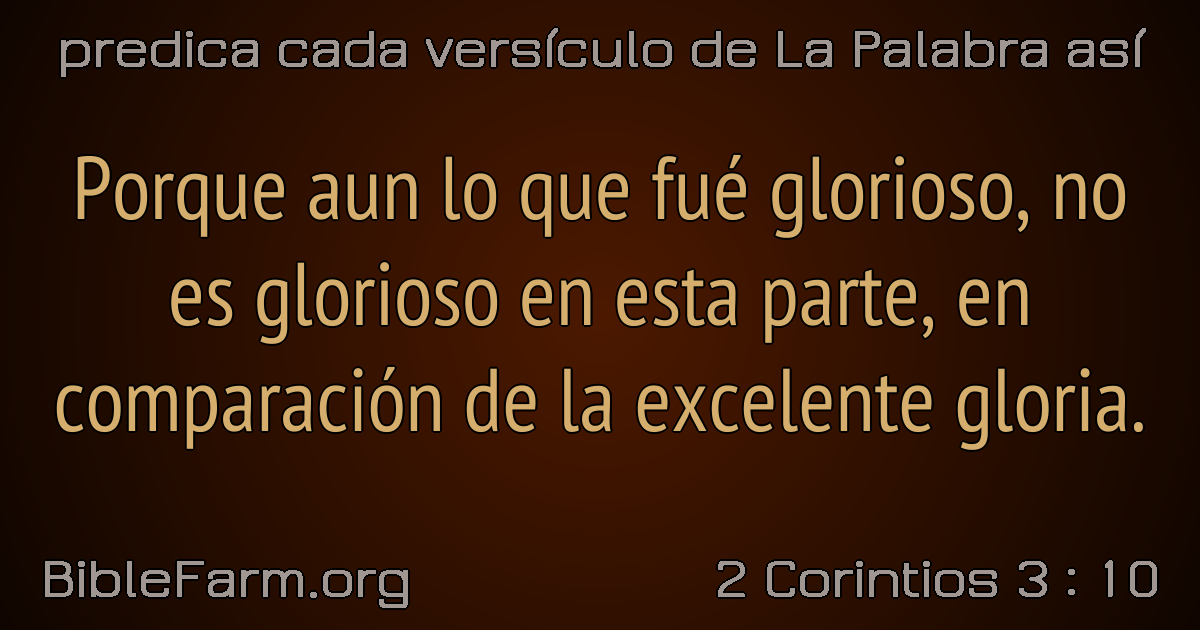 predica cada versículo de La Palabra así
Porque aun lo que fué glorioso, no
es glorioso en esta parte, en
comparación de la excelente gloria.
BibleFarm.org
2 Corintios 3 : 10